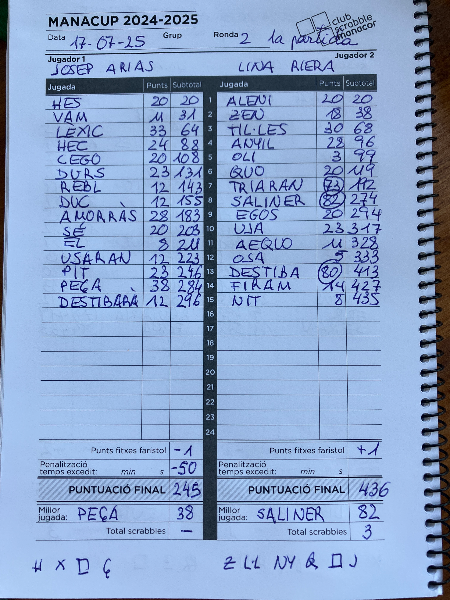 MANACUP 2024-2025
club scrabble manacor
Data 17-07-25 Grup Ronda 2 1a partida
Jugador 1 Jugador 2
JOSEP ARIAS LINA RIERA
Jugada Punts Subtotal Jugada Punts Subtotal
HES 20 20 1 ALENI 20 20
VAM 11 31 2 ZEN 18 38
LEXIC 33 64 3 TIL·LES 30 68
HEC 24 88 4 ANYIL 28 96
CEGO 20 108 5 OLI 3 99
DURS 23 131 6 QUO 20 119
REBL 12 143 7 TRIARAN 73 192
DUC 12 155 8 SALINER 82 274
AMORRÀS 28 183 9 EGOS 20 294
SÉ 20 203 10 UJA 23 317
EL 8 211 11 AEQUO 11 328
USARAN 12 223 12 OSA 5 333
PIT 23 246 13 DESTIBA 80 413
PEÇA 38 284 14 FIRAM 14 427
DESTIBARÀ 12 296 15 NIT 8 435
16
17
18
19
20
21
22
23
24
Punts fitxes faristol -1 Punts fitxes faristol +1
Penalització temps excedit: min s -50 Penalització temps excedit: min s
PUNTUACIÓ FINAL 245 PUNTUACIÓ FINAL 436
Millor jugada: PEÇA 38 Millor jugada: SALINER 82
Total scrabbles - Total scrabbles 3
H X □ Ç Z LL NY Q □ J